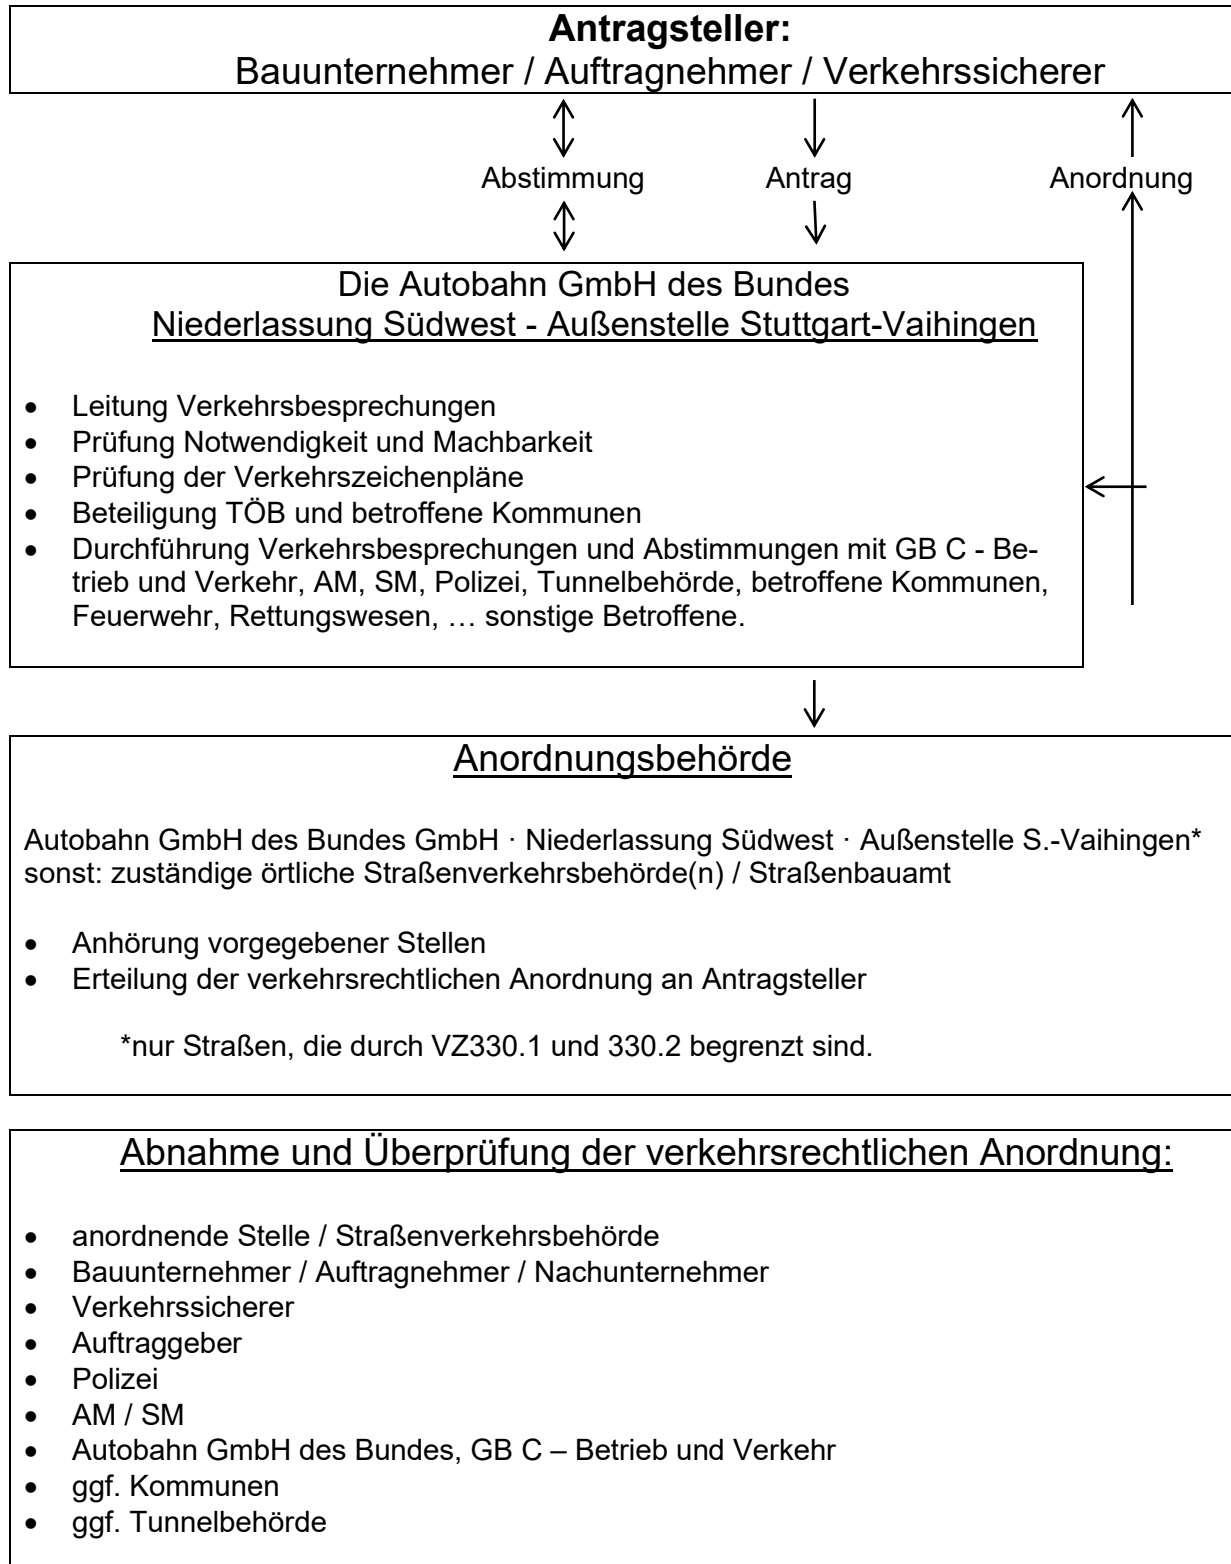 Antragsteller:
Bauunternehmer / Auftragnehmer / Verkehrssicherer
Abstimmung Antrag Anordnung
Die Autobahn GmbH des Bundes
Niederlassung Südwest - Außenstelle Stuttgart-Vaihingen
• Leitung Verkehrsbesprechungen
• Prüfung Notwendigkeit und Machbarkeit
• Prüfung der Verkehrszeichenpläne
• Beteiligung TÖB und betroffene Kommunen
• Durchführung Verkehrsbesprechungen und Abstimmungen mit GB C - Be-
trieb und Verkehr, AM, SM, Polizei, Tunnelbehörde, betroffene Kommunen,
Feuerwehr, Rettungswesen, … sonstige Betroffene.
Anordnungsbehörde
Autobahn GmbH des Bundes GmbH · Niederlassung Südwest · Außenstelle S.-Vaihingen*
sonst: zuständige örtliche Straßenverkehrsbehörde(n) / Straßenbauamt
• Anhörung vorgegebener Stellen
• Erteilung der verkehrsrechtlichen Anordnung an Antragsteller
*nur Straßen, die durch VZ330.1 und 330.2 begrenzt sind.
Abnahme und Überprüfung der verkehrsrechtlichen Anordnung:
• anordnende Stelle / Straßenverkehrsbehörde
• Bauunternehmer / Auftragnehmer / Nachunternehmer
• Verkehrssicherer
• Auftraggeber
• Polizei
• AM / SM
• Autobahn GmbH des Bundes, GB C – Betrieb und Verkehr
• ggf. Kommunen
• ggf. Tunnelbehörde